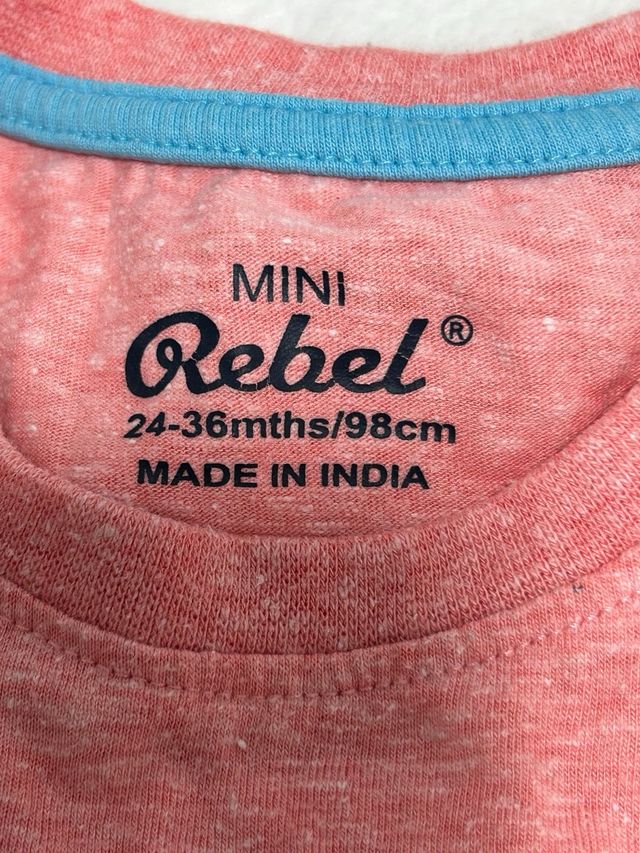 MINI
Rebel®
24-36mths/98cm
MADE IN INDIA